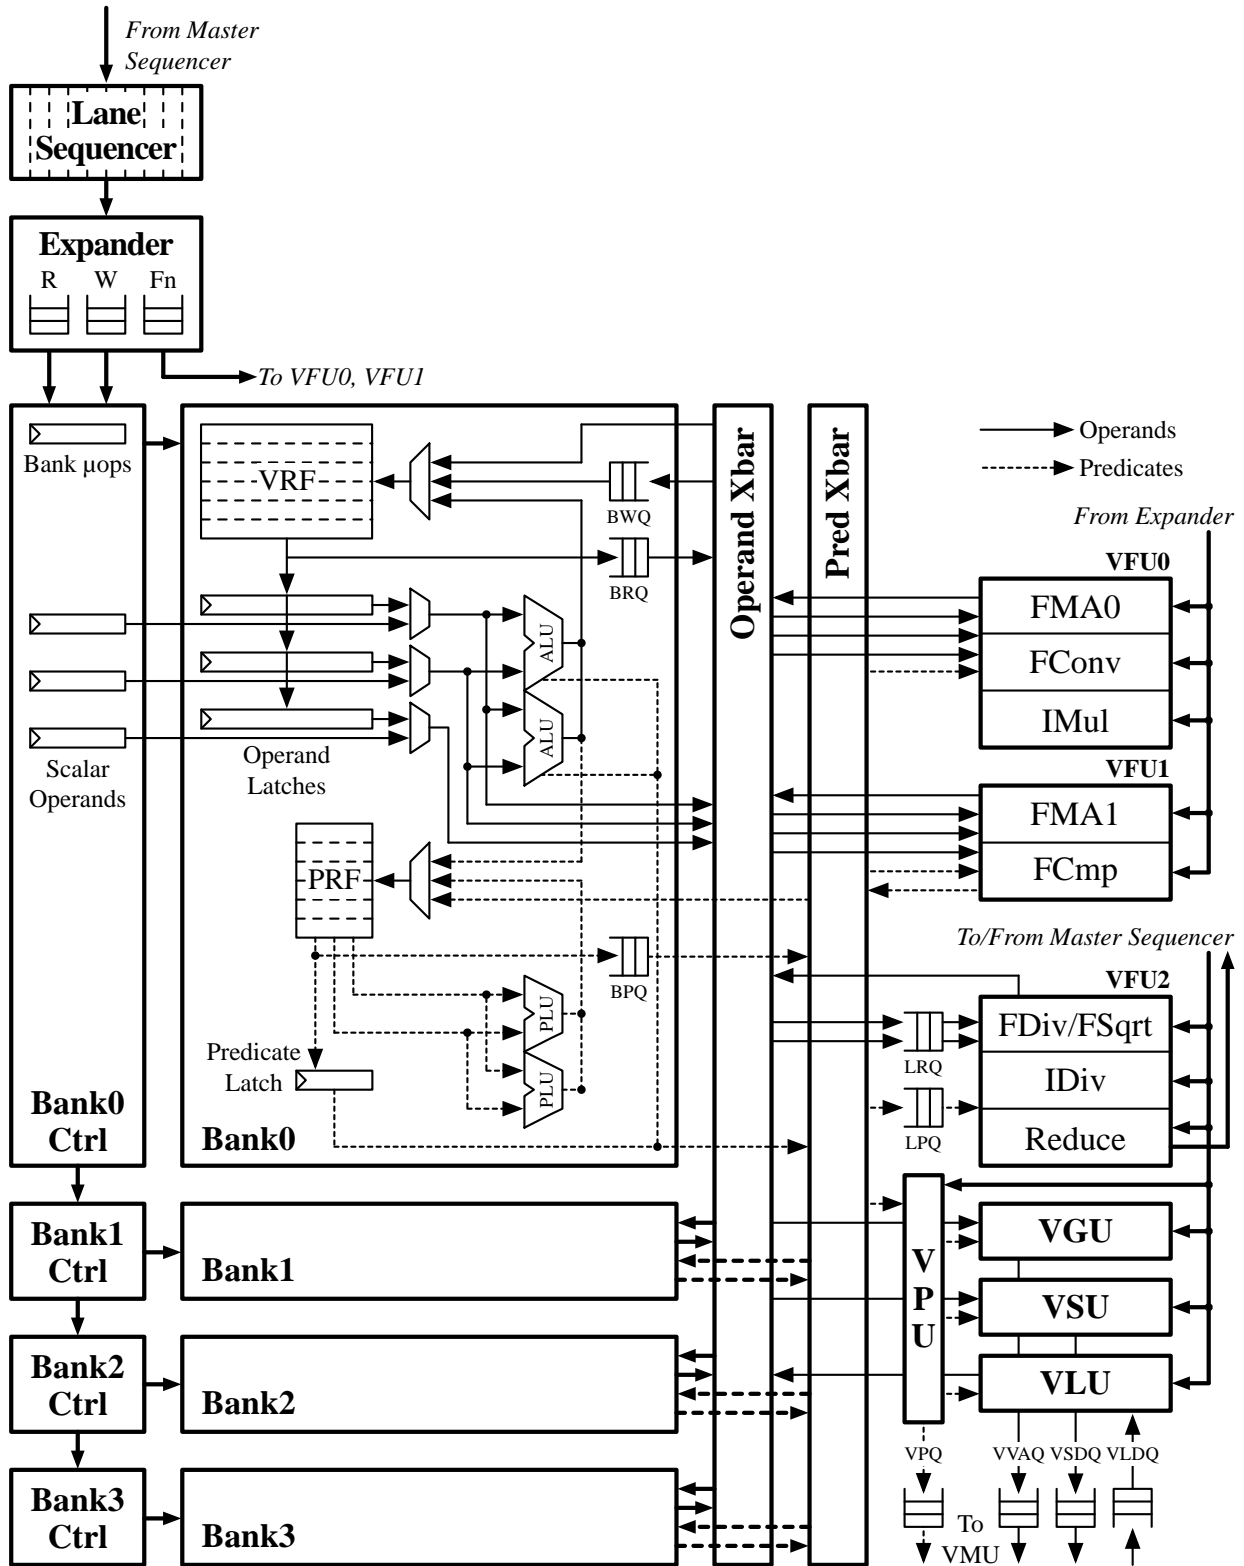 From Master
Sequencer
Lane
Sequencer
Expander
R W Fn
To VFU0, VFU1
Bank μops
VRF
BWQ
BRQ
Operand Xbar
Pred Xbar
Operands
Predicates
From Expander
VFU0
FMA0
FConv
IMul
ALU
ALU
Scalar
Operands
Operand
Latches
VFU1
FMA1
FCmp
PRF
BPQ
PLU
PLU
Predicate
Latch
To/From Master Sequencer
VFU2
FDiv/FSqrt
IDiv
Reduce
LRQ
LPQ
Bank0
Ctrl
Bank0
Bank1
Ctrl
Bank1
VPU
VGU
VSU
VLU
Bank2
Ctrl
Bank2
VPQ VVAQ VSDQ VLDQ
Bank3
Ctrl
Bank3
To
VMU